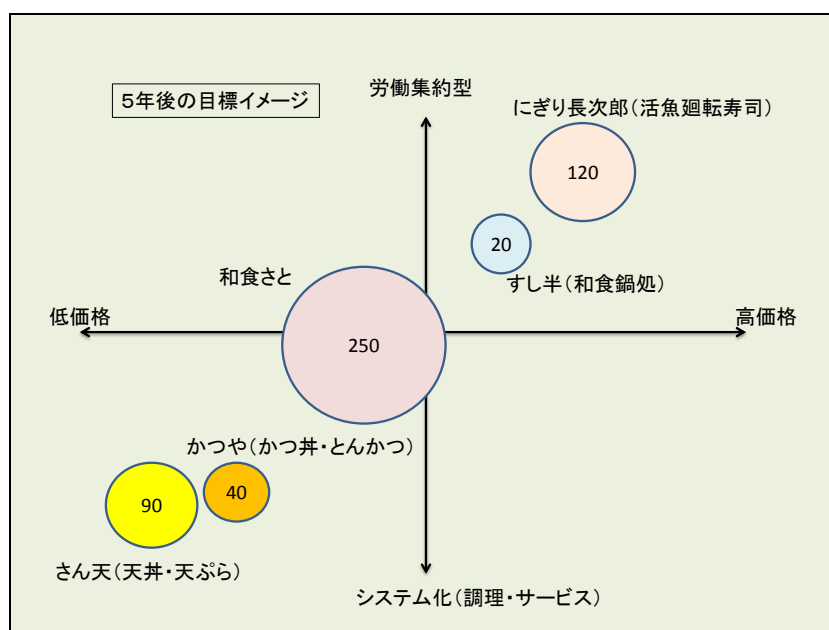 5年後の目標イメージ
労働集約型
にぎり長次郎(活魚廻転寿司)
120
20
すし半(和食鍋処)
和食さと
低価格
高価格
250
かつや(かつ丼・とんかつ)
40
90
さん天(天丼・天ぷら)
システム化(調理・サービス)